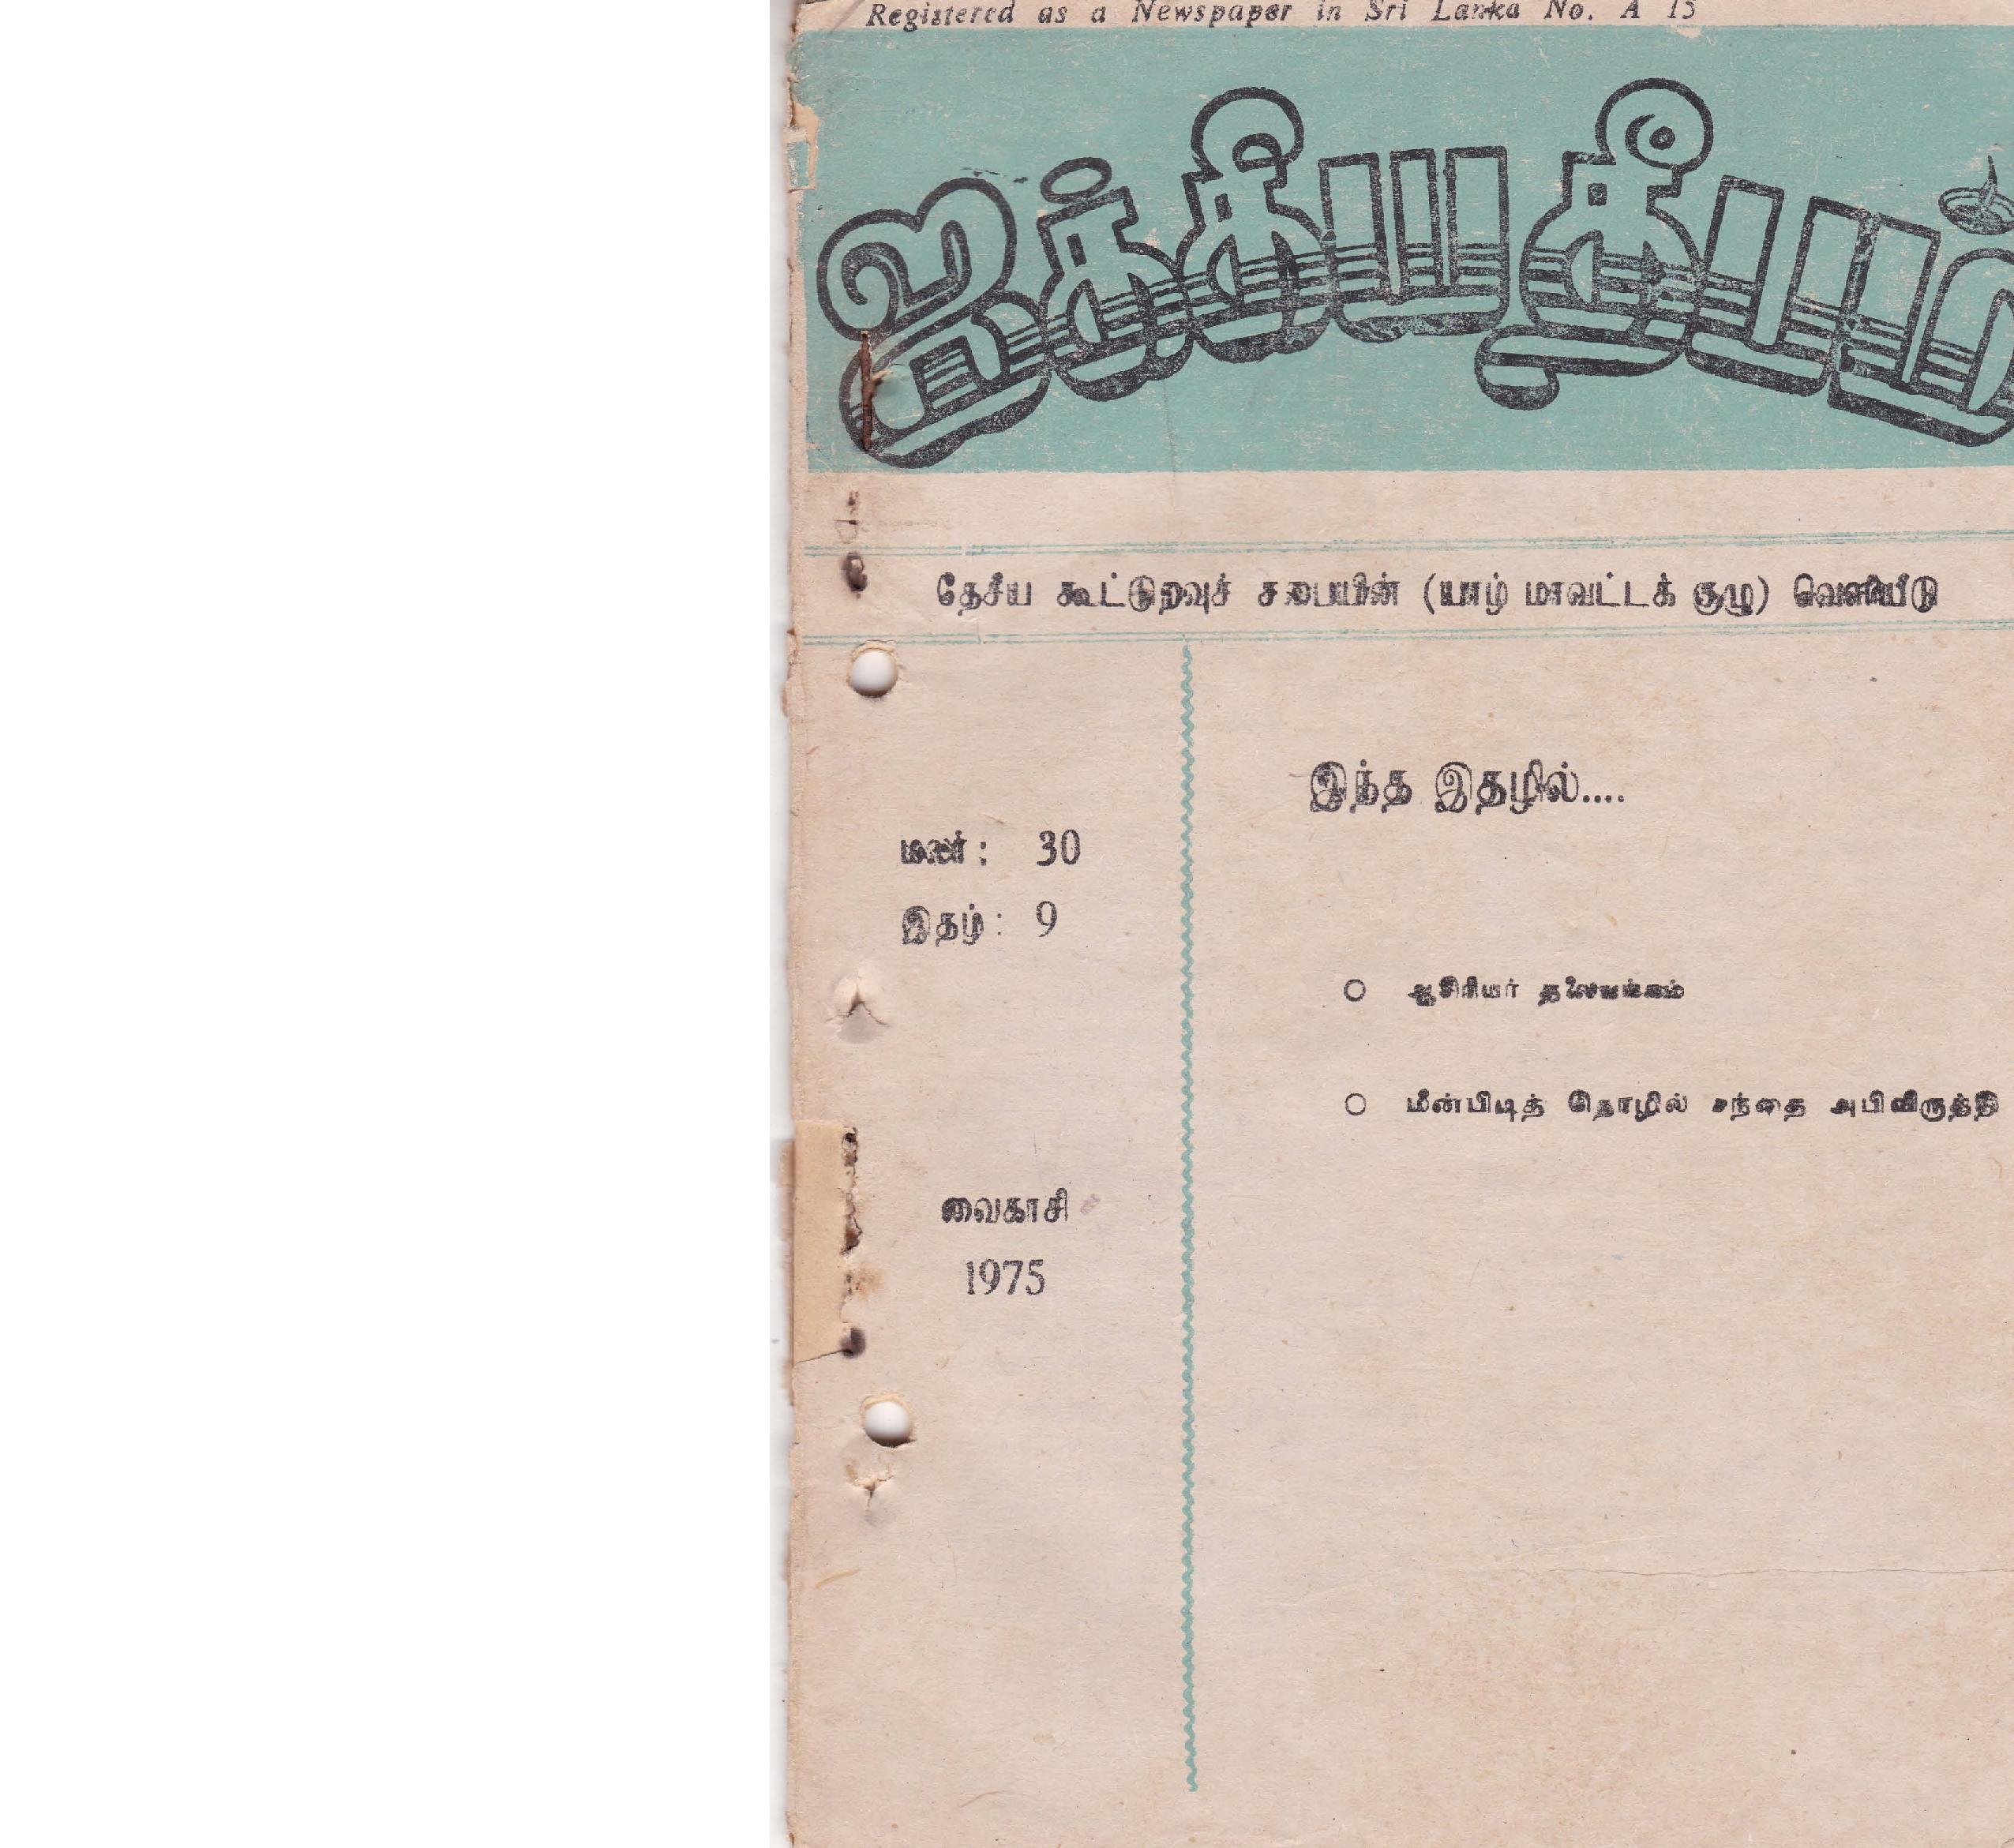 Registered as a Newspaper in Sri Lanka No. A 15
ஐக்கியதீபம்
தேசீய கூட்டுறவுச் சபையின் (யாழ் மாவட்டக் குழு) வெளியீடு
இந்த இதழில்....
மலர்: 30
இதழ்: 9
○ ஆசிரியர் தலையங்கம்
○ மீன்பிடித் தொழில் சந்தை அபிவிருத்தி
வைகாசி
1975